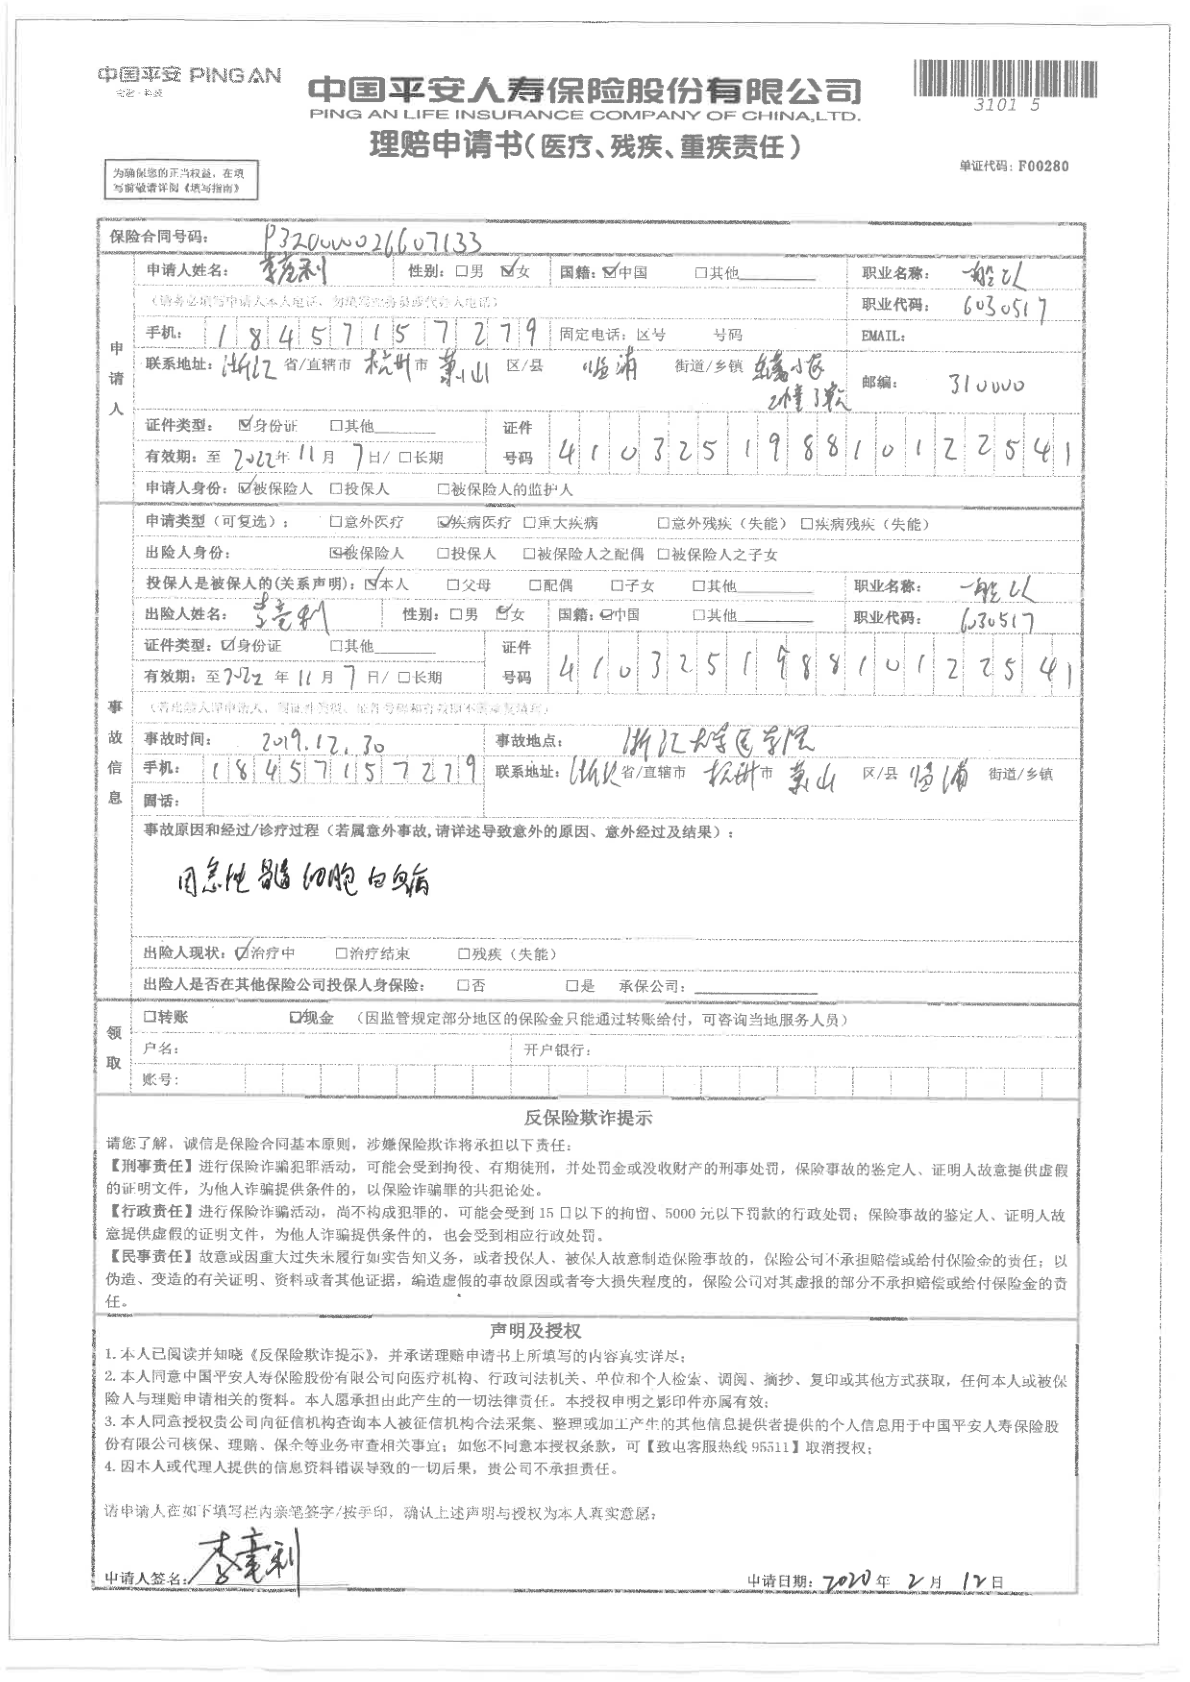 中国平安 PING AN
金融·科技
中国平安人寿保险股份有限公司
PING AN LIFE INSURANCE COMPANY OF CHINA,LTD.
理赔申请书(医疗、残疾、重疾责任)
3101 5
单证代码: F00280
为确保您的正当权益, 在填
写前敬请详阅《填写指南》
保险合同号码: P320000026607133
申请人
申请人姓名: 李亮利 性别: □男 ☑女 国籍: ☑中国 □其他 职业名称: 一般工人
(请务必填写申请人本人电话, 勿填写业务员或代办人电话) 职业代码: 6030517
手机: 18457157279 固定电话: 区号 号码 EMAIL:
联系地址: 浙江 省/直辖市 杭州 市 萧山 区/县 临浦 街道/乡镇 小区 邮编: 310000
2幢3单元
证件类型: ☑身份证 □其他 证件号码 410325198810122541
有效期: 至 2022年 11月 7日/ □长期
申请人身份: ☑被保险人 □投保人 □被保险人的监护人
事故信息
申请类型(可复选): □意外医疗 ☑疾病医疗 □重大疾病 □意外残疾(失能) □疾病残疾(失能)
出险人身份: ☑被保险人 □投保人 □被保险人之配偶 □被保险人之子女
投保人是被保人的(关系声明): ☑本人 □父母 □配偶 □子女 □其他 职业名称: 一般工人
出险人姓名: 李亮利 性别: □男 ☑女 国籍: ☑中国 □其他 职业代码: 6030517
证件类型: ☑身份证 □其他 证件号码 410325198810122541
有效期: 至2022 年 11 月 7 日/ □长期
(若出险人即申请人, 则证件类型、证件号码和有效期不需重复填写)
事故时间: 2019.12.30 事故地点: 浙江大学医学院
手机: 18457157279 联系地址: 浙江 省/直辖市 杭州 市 萧山 区/县 临浦 街道/乡镇
固话:
事故原因和经过/诊疗过程(若属意外事故, 请详述导致意外的原因、意外经过及结果):
因急性髓细胞白血病
出险人现状: ☑治疗中 □治疗结束 □残疾(失能)
出险人是否在其他保险公司投保人身保险: □否 □是 承保公司:
领取
□转账 ☑现金 (因监管规定部分地区的保险金只能通过转账给付, 可咨询当地服务人员)
户名: 开户银行:
账号:
反保险欺诈提示
请您了解, 诚信是保险合同基本原则, 涉嫌保险欺诈将承担以下责任:
【刑事责任】进行保险诈骗犯罪活动, 可能会受到拘役、有期徒刑, 并处罚金或没收财产的刑事处罚, 保险事故的鉴定人、证明人故意提供虚假
的证明文件, 为他人诈骗提供条件的, 以保险诈骗罪的共犯论处。
【行政责任】进行保险诈骗活动, 尚不构成犯罪的, 可能会受到 15 日以下的拘留、5000 元以下罚款的行政处罚; 保险事故的鉴定人、证明人故
意提供虚假的证明文件, 为他人诈骗提供条件的, 也会受到相应行政处罚。
【民事责任】故意或因重大过失未履行如实告知义务, 或者投保人、被保人故意制造保险事故的, 保险公司不承担赔偿或给付保险金的责任; 以
伪造、变造的有关证明、资料或者其他证据, 编造虚假的事故原因或者夸大损失程度的, 保险公司对其虚报的部分不承担赔偿或给付保险金的责
任。
声明及授权
1. 本人已阅读并知晓《反保险欺诈提示》, 并承诺理赔申请书上所填写的内容真实详尽;
2. 本人同意中国平安人寿保险股份有限公司向医疗机构、行政司法机关、单位和个人检索、调阅、摘抄、复印或其他方式获取, 任何本人或被保
险人与理赔申请相关的资料。本人愿承担由此产生的一切法律责任。本授权申明之影印件亦属有效;
3. 本人同意授权贵公司向征信机构查询本人被征信机构合法采集、整理或加工产生的其他信息提供者提供的个人信息用于中国平安人寿保险股
份有限公司核保、理赔、保全等业务审查相关事宜; 如您不同意本授权条款, 可【致电客服热线 95511】取消授权;
4. 因本人或代理人提供的信息资料错误导致的一切后果, 贵公司不承担责任。
请申请人在如下填写栏内亲笔签字/按手印, 确认上述声明与授权为本人真实意愿:
申请人签名: 李亮利 申请日期: 2020 年 2 月 12 日